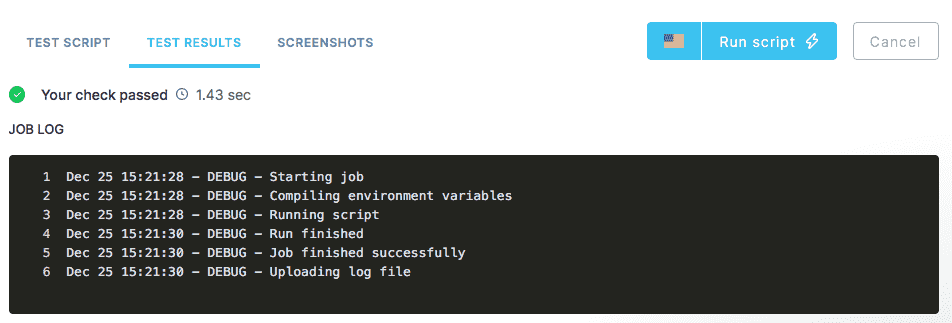 TEST SCRIPT TEST RESULTS SCREENSHOTS Run script Cancel
Your check passed 1.43 sec
JOB LOG
1 Dec 25 15:21:28 – DEBUG – Starting job
2 Dec 25 15:21:28 – DEBUG – Compiling environment variables
3 Dec 25 15:21:28 – DEBUG – Running script
4 Dec 25 15:21:30 – DEBUG – Run finished
5 Dec 25 15:21:30 – DEBUG – Job finished successfully
6 Dec 25 15:21:30 – DEBUG – Uploading log file